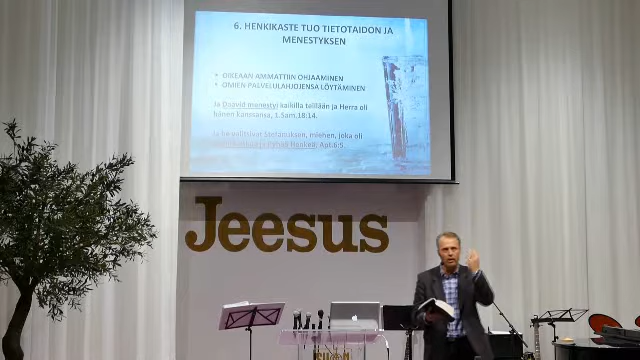 6. HENKIKASTE TUO TIETOTAIDON JA
MENESTYKSEN
• OIKEAAN AMMATTIIN OHJAAMINEN
• OMIEN PALVELULAHJOJENSA LÖYTÄMINEN
Ja Daavid menestyi kaikilla teillään ja Herra oli
hänen kanssansa, 1.Sam.18:14.
Ja he valitsivat Stefanuksen, miehen, joka oli
Pyhää Henkeä, Apt.6:5.
Jeesus